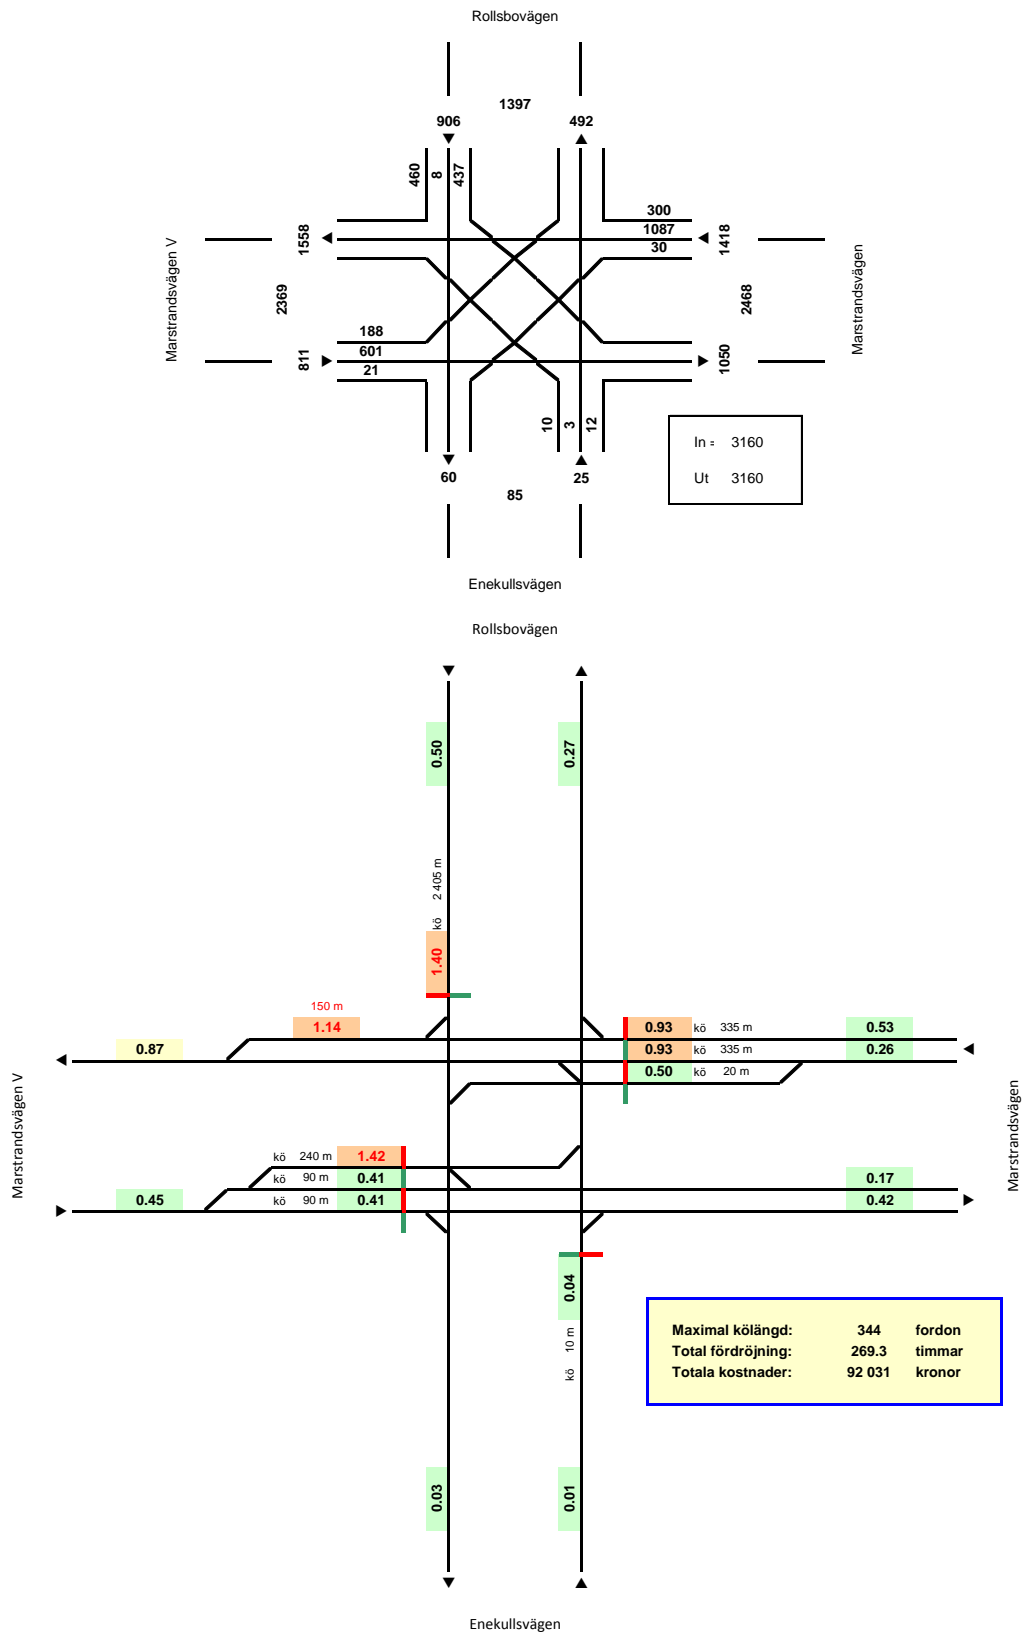 Rollsbovägen
1397
906 492
460 8 437
300
1087
30
1558
1418
Marstrandsvägen V
2369
2468
Marstrandsvägen
188
601
21
811
1050
10 3 12
In = 3160
Ut 3160
60 25
85
Enekullsvägen
Rollsbovägen
0.50 0.27
kö 2 405 m
1.40
150 m
1.14
0.93 kö 335 m 0.53
0.87
0.93 kö 335 m 0.26
0.50 kö 20 m
Marstrandsvägen V
Marstrandsvägen
kö 240 m 1.42
kö 90 m 0.41 0.17
0.45 kö 90 m 0.41 0.42
0.04
kö 10 m
Maximal kölängd: 344 fordon
Total fördröjning: 269.3 timmar
Totala kostnader: 92 031 kronor
0.03 0.01
Enekullsvägen